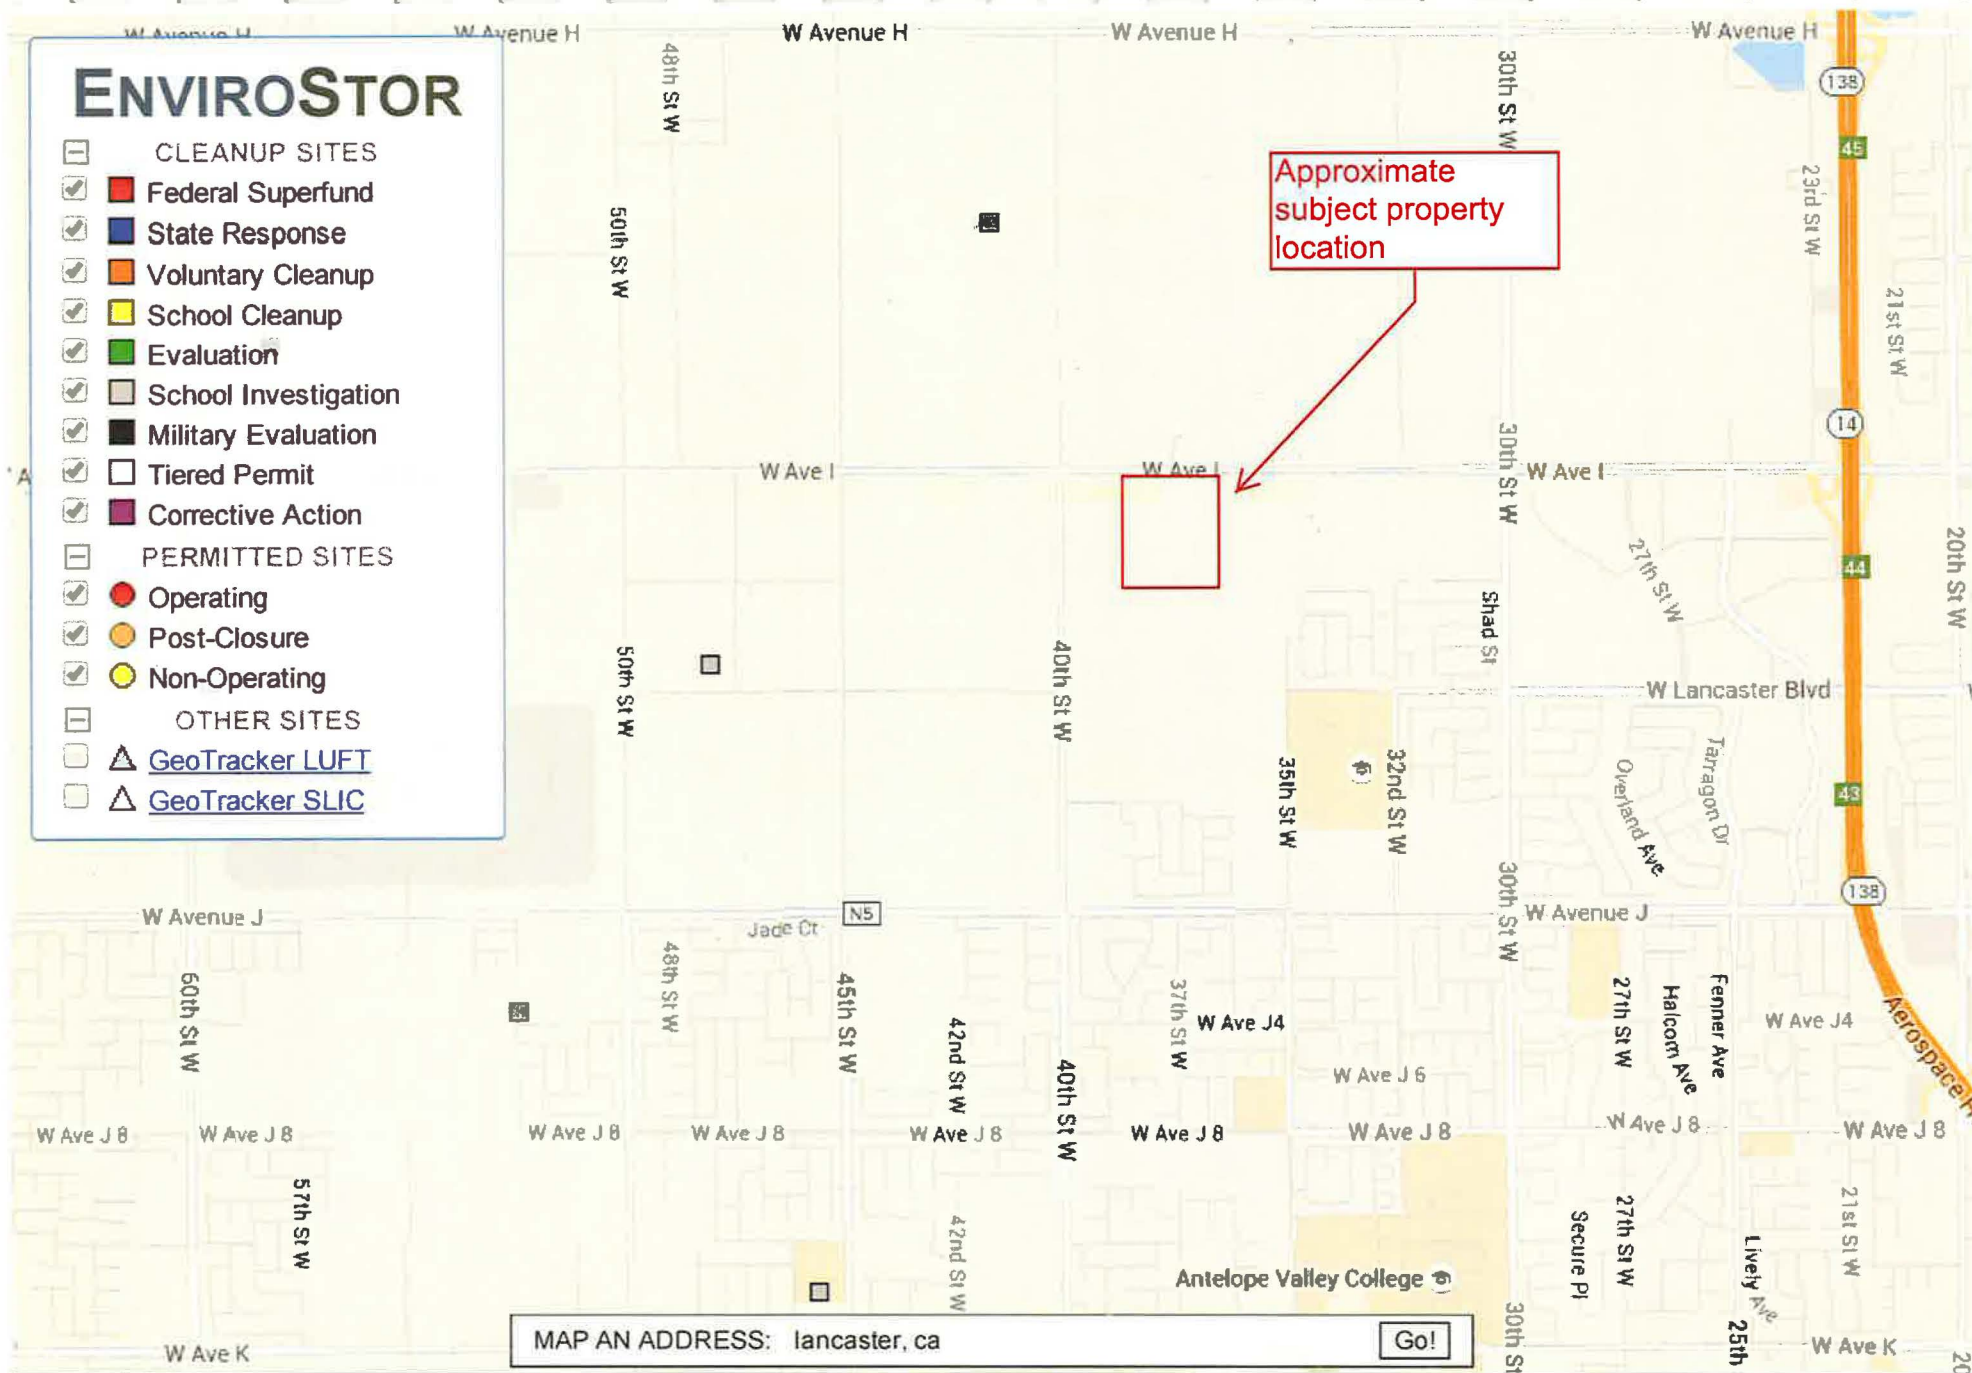 W Avenue H
W Avenue H
W Avenue H
W Avenue H
W Avenue H
ENVIROSTOR
CLEANUP SITES
Federal Superfund
State Response
Voluntary Cleanup
School Cleanup
Evaluation
School Investigation
Military Evaluation
Tiered Permit
Corrective Action
PERMITTED SITES
Operating
Post-Closure
Non-Operating
OTHER SITES
GeoTracker LUFT
GeoTracker SLIC
48th St W
30th St W
138
45
Approximate
subject property
location
23rd St W
50th St W
21st St W
14
30th St W
W Ave I
W Ave I
W Ave I
27th St W
44
20th St W
Shad St
50th St W
40th St W
W Lancaster Blvd
35th St W
32nd St W
Overland Ave
Tarragon Dr
43
138
30th St W
W Avenue J
Jade Ct
N5
W Avenue J
60th St W
48th St W
45th St W
42nd St W
40th St W
37th St W
W Ave J4
27th St W
Halcom Ave
Fenner Ave
W Ave J4
Aerospace
W Ave J 6
W Ave J 8
W Ave J 8
W Ave J 8
W Ave J 8
W Ave J 8
W Ave J 8
W Ave J 8
W Ave J 8
W Ave J 8
57th St W
42nd St W
Antelope Valley College
Secure Pl
27th St W
Lively Ave
21st St W
30th St
25th
W Ave K
MAP AN ADDRESS: lancaster, ca
Go!
W Ave K